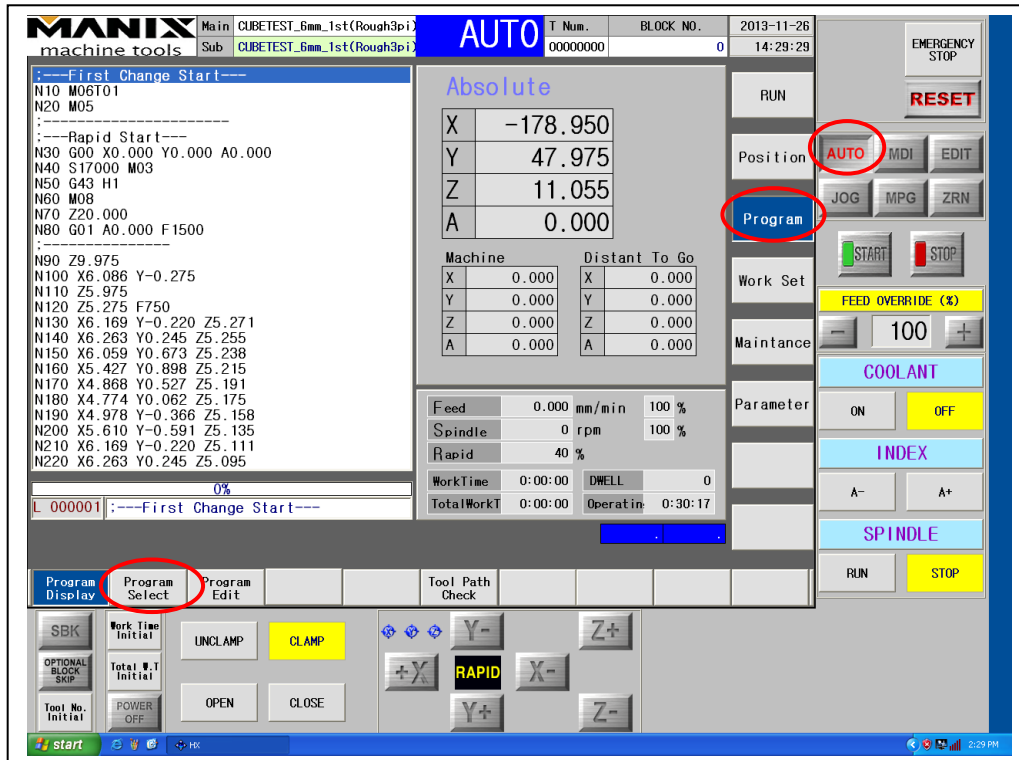 MANIX
machine tools
Main CUBETEST_6mm_1st(Rough3pi)
Sub CUBETEST_6mm_1st(Rough3pi)
AUTO
T Num. BLOCK NO.
00000000 0
2013-11-26
14:29:29
;---First Change Start---
N10 M06T01
N20 M05
;-----------------------
;---Rapid Start---
N30 G00 X0.000 Y0.000 A0.000
N40 S17000 M03
N50 G43 H1
N60 M08
N70 Z20.000
N80 G01 A0.000 F1500
;----------------
N90 Z9.975
N100 X6.086 Y-0.275
N110 Z5.975
N120 Z5.275 F750
N130 X6.169 Y-0.220 Z5.271
N140 X6.263 Y0.245 Z5.255
N150 X6.059 Y0.673 Z5.238
N160 X5.427 Y0.898 Z5.215
N170 X4.868 Y0.527 Z5.191
N180 X4.774 Y0.062 Z5.175
N190 X4.978 Y-0.366 Z5.158
N200 X5.610 Y-0.591 Z5.135
N210 X6.169 Y-0.220 Z5.111
N220 X6.263 Y0.245 Z5.095
0%
L 000001 ;---First Change Start---
Absolute
X -178.950
Y 47.975
Z 11.055
A 0.000
Machine Distant To Go
X 0.000 X 0.000
Y 0.000 Y 0.000
Z 0.000 Z 0.000
A 0.000 A 0.000
Feed 0.000 mm/min 100 %
Spindle 0 rpm 100 %
Rapid 40 %
WorkTime 0:00:00 DWELL 0
TotalWorkT 0:00:00 Operatin 0:30:17
. .
RUN
Position
Program
Work Set
Maintance
Parameter
Program Display
Program Select
Program Edit
Tool Path Check
EMERGENCY
STOP
RESET
AUTO MDI EDIT
JOG MPG ZRN
START STOP
FEED OVERRIDE (%)
- 100 +
COOLANT
ON OFF
INDEX
A- A+
SPINDLE
RUN STOP
SBK
OPTIONAL
BLOCK
SKIP
Tool No.
Initial
Work Time
Initial
Total W.T
Initial
POWER
OFF
UNCLAMP CLAMP
OPEN CLOSE
Y- Z+
+X RAPID X-
Y+ Z-
start
HX
2:29 PM